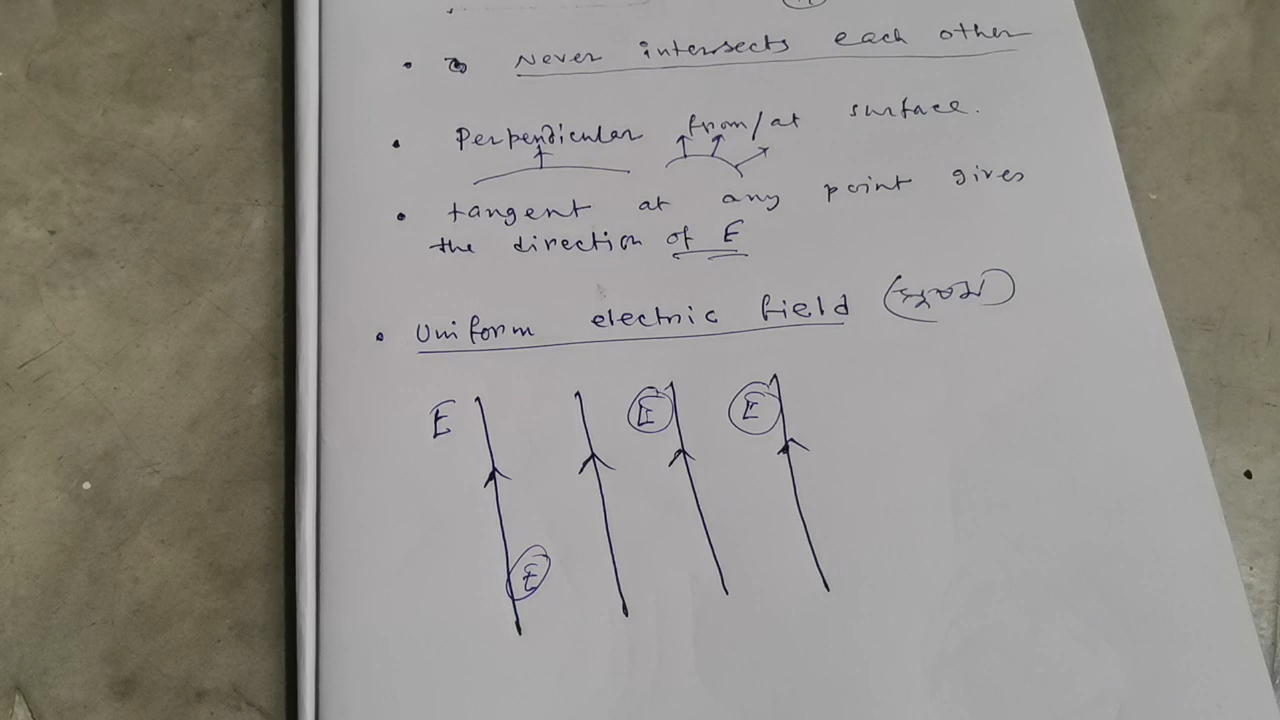 Never intersects each other
Perpendicular from/at surface.
tangent at any point gives
the direction of E
Uniform electric field
E E E
E